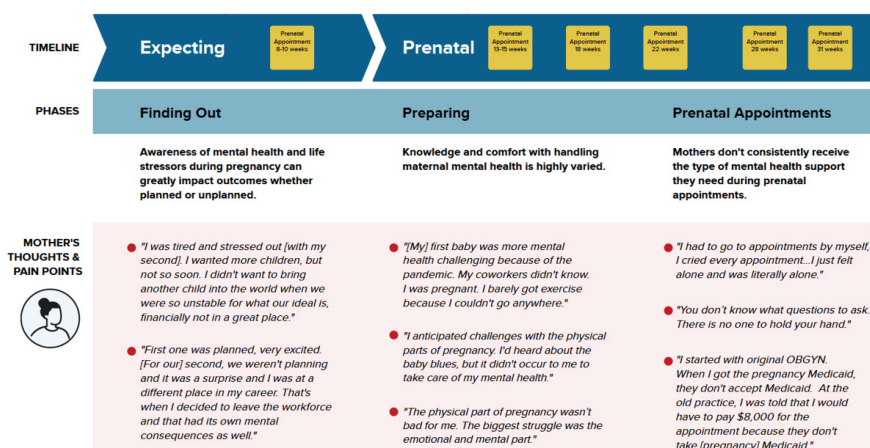 TIMELINE
Expecting
Prenatal
Appointment
8-10 weeks
Prenatal
Prenatal
Appointment
13-15 weeks
Prenatal
Appointment
18 weeks
Prenatal
Appointment
22 weeks
Prenatal
Appointment
28 weeks
Prenatal
Appointment
31 weeks
PHASES
Finding Out
Preparing
Prenatal Appointments
Awareness of mental health and life
stressors during pregnancy can
greatly impact outcomes whether
planned or unplanned.
Knowledge and comfort with handling
maternal mental health is highly varied.
Mothers don't consistently receive
the type of mental health support
they need during prenatal
appointments.
MOTHER'S
THOUGHTS &
PAIN POINTS
"I was tired and stressed out [with my
second]. I wanted more children, but
not so soon. I didn't want to bring
another child into the world when we
were so unstable for what our ideal is,
financially not in a great place."
"First one was planned, very excited.
[For our] second, we weren't planning
and it was a surprise and I was at a
different place in my career. That's
when I decided to leave the workforce
and that had its own mental
consequences as well."
"[My] first baby was more mental
health challenging because of the
pandemic. My coworkers didn't know.
I was pregnant. I barely got exercise
because I couldn't go anywhere."
"I anticipated challenges with the physical
parts of pregnancy. I'd heard about the
baby blues, but it didn't occur to me to
take care of my mental health."
"The physical part of pregnancy wasn't
bad for me. The biggest struggle was the
emotional and mental part."
"I had to go to appointments by myself,
I cried every appointment...I just felt
alone and was literally alone."
"You don't know what questions to ask.
There is no one to hold your hand."
"I started with original OBGYN.
When I got the pregnancy Medicaid,
they don't accept Medicaid. At the
old practice, I was told that I would
have to pay $8,000 for the
appointment because they don't
take [pregnancy] Medicaid."